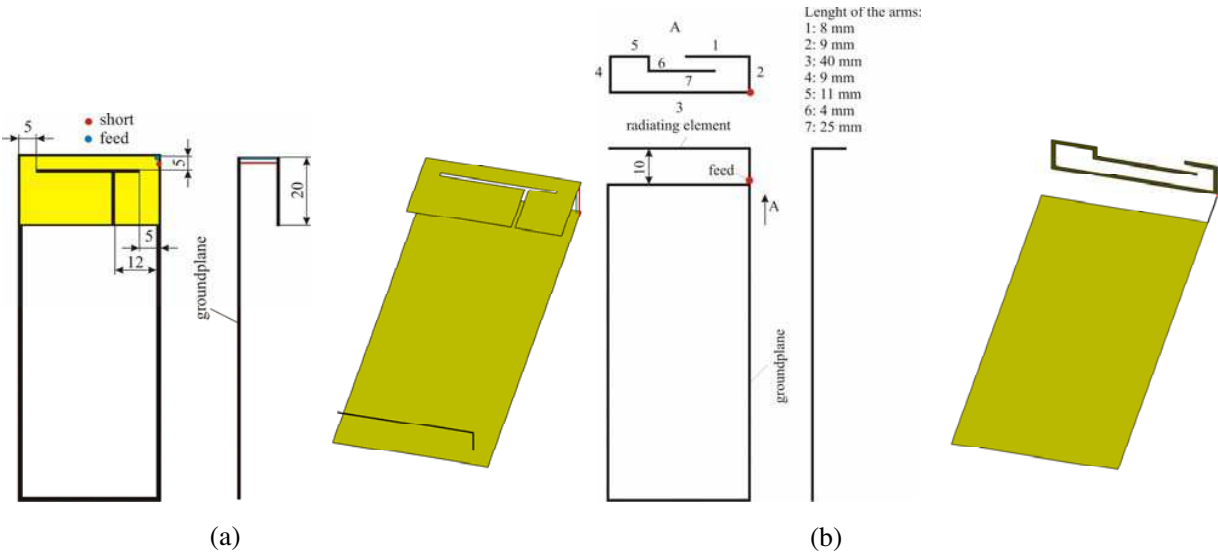 short
feed
5
5
20
5
12
groundplane
(a)
A
5
1
6
4
7
2
3
radiating element
10
feed
A
groundplane
Lenght of the arms:
1: 8 mm
2: 9 mm
3: 40 mm
4: 9 mm
5: 11 mm
6: 4 mm
7: 25 mm
(b)